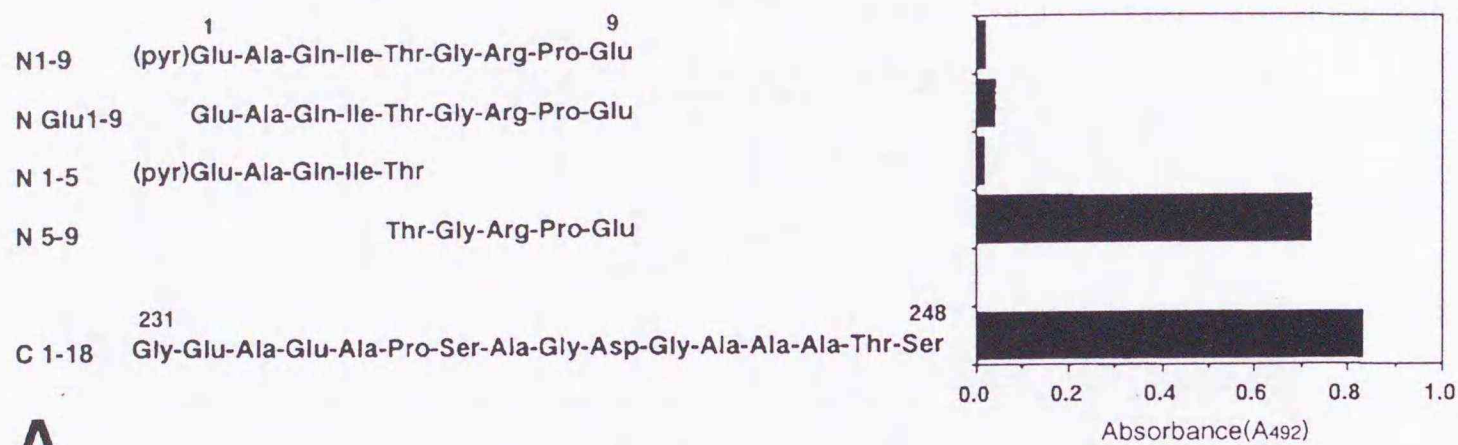 1 9
N1-9 (pyr)Glu-Ala-Gln-Ile-Thr-Gly-Arg-Pro-Glu
N Glu1-9 Glu-Ala-Gln-Ile-Thr-Gly-Arg-Pro-Glu
N 1-5 (pyr)Glu-Ala-Gln-Ile-Thr
N 5-9 Thr-Gly-Arg-Pro-Glu
231 248
C 1-18 Gly-Glu-Ala-Glu-Ala-Pro-Ser-Ala-Gly-Asp-Gly-Ala-Ala-Ala-Thr-Ser
0.0 0.2 0.4 0.6 0.8 1.0
Absorbance(A492)
A